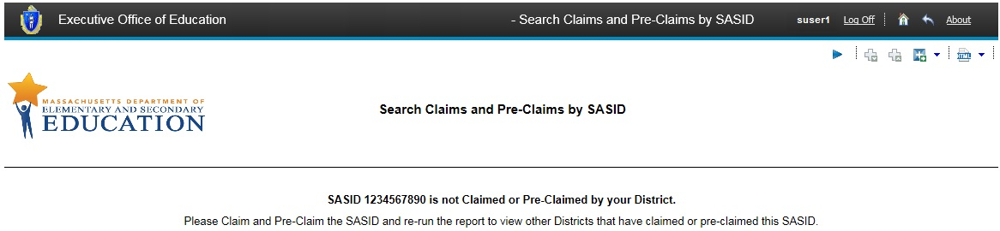 Executive Office of Education - Search Claims and Pre-Claims by SASID suser1 Log Off About
HTML
MASSACHUSETTS DEPARTMENT OF
ELEMENTARY AND SECONDARY
EDUCATION
Search Claims and Pre-Claims by SASID
SASID 1234567890 is not Claimed or Pre-Claimed by your District.
Please Claim and Pre-Claim the SASID and re-run the report to view other Districts that have claimed or pre-claimed this SASID.